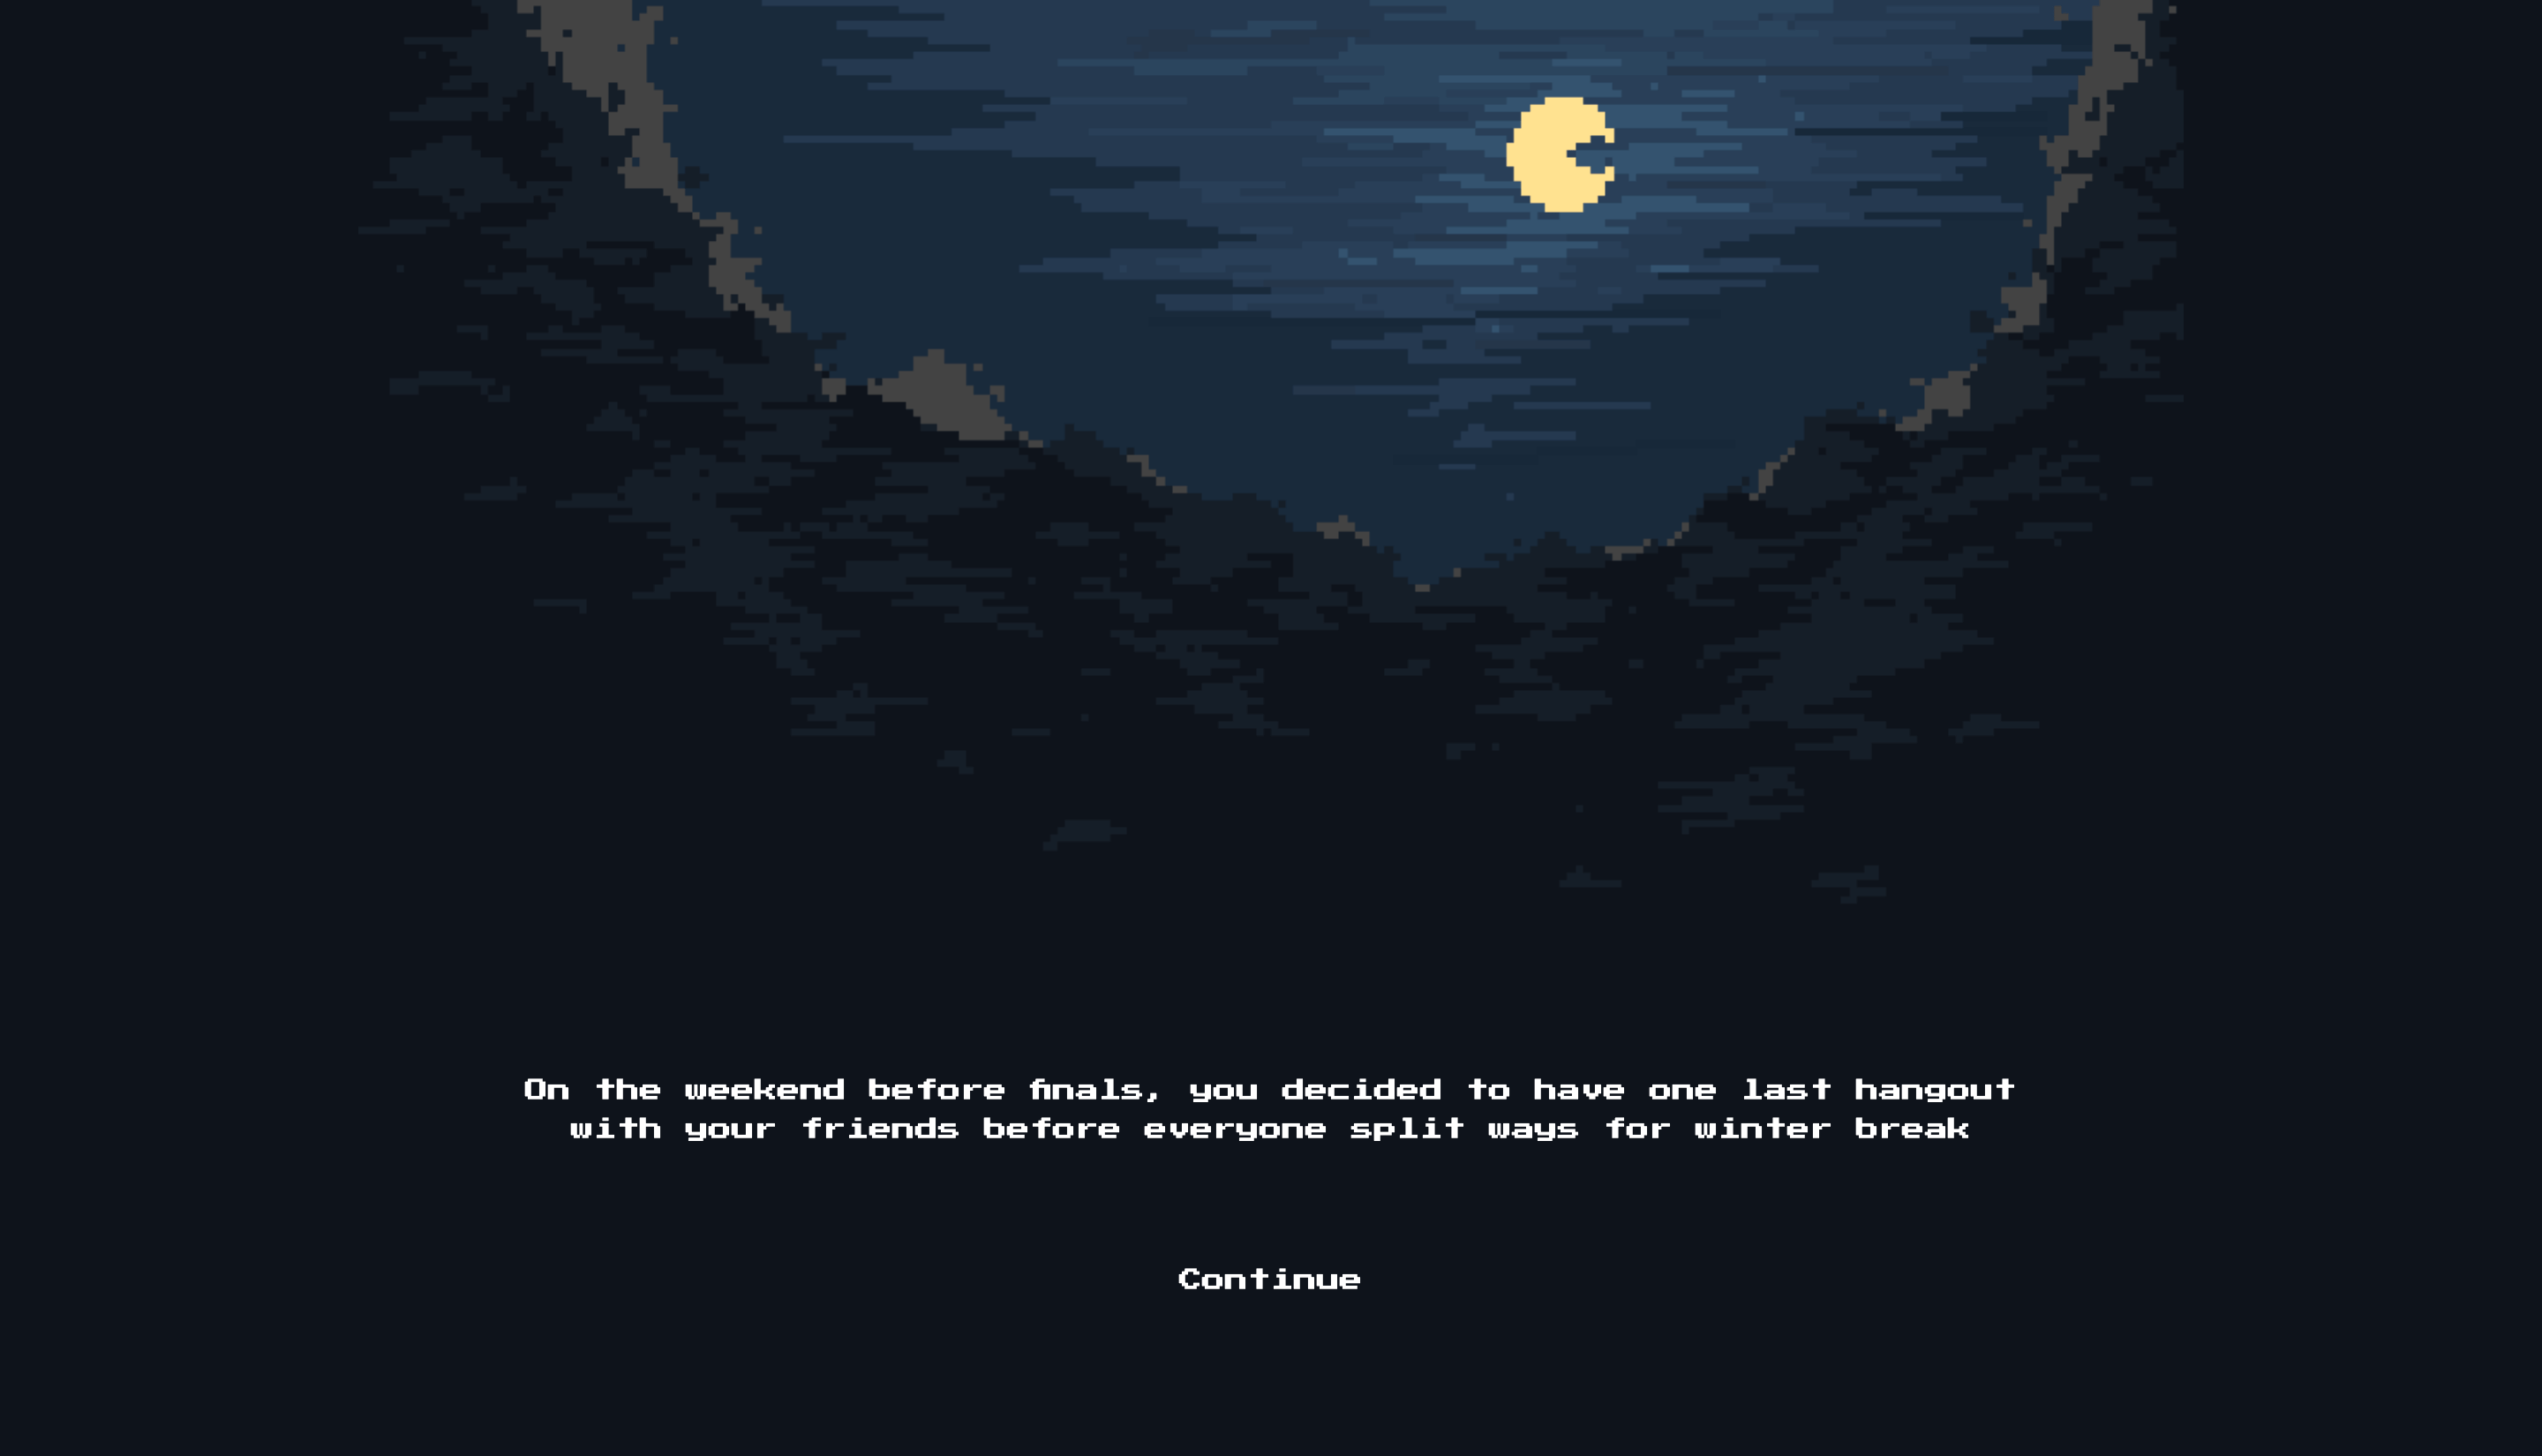 On the weekend before finals, you decided to have one last hangout
with your friends before everyone split ways for winter break
Continue